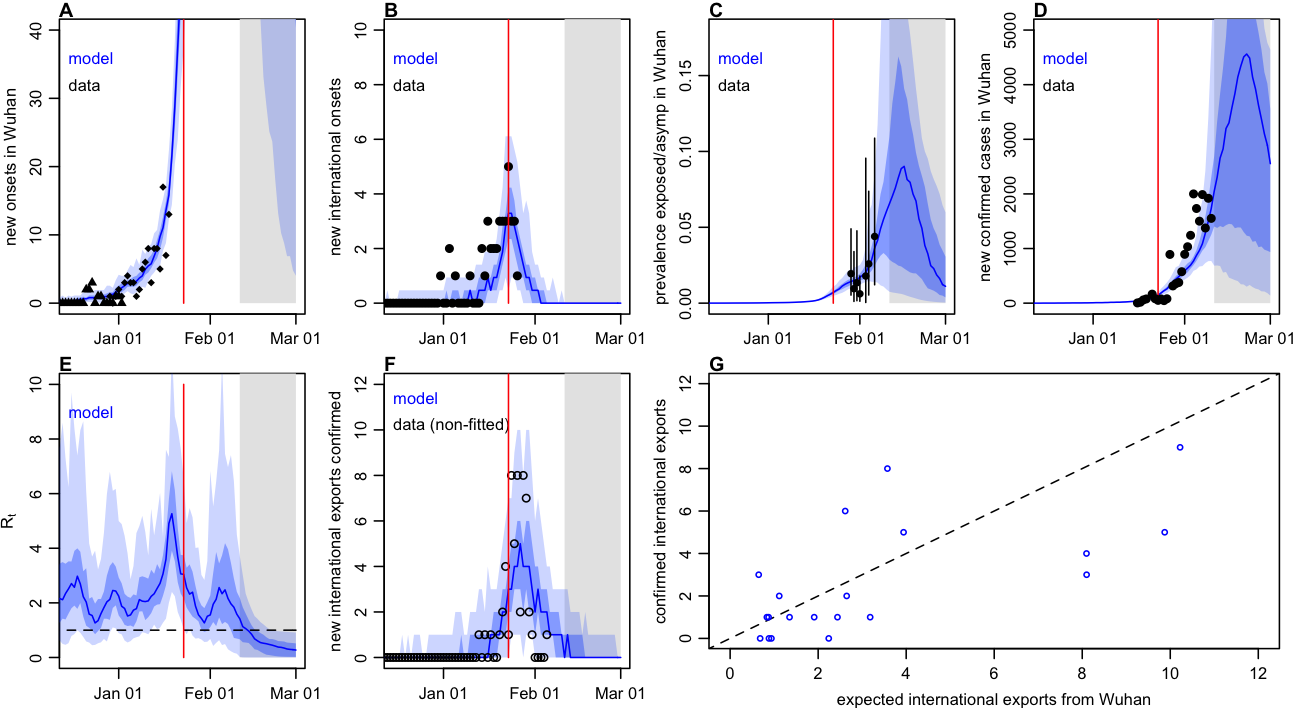 A
new onsets in Wuhan
40
30
20
10
0
model
data
Jan 01
Feb 01
Mar 01
B
new international onsets
10
8
6
4
2
0
model
data
Jan 01
Feb 01
Mar 01
C
prevalence exposed/asymp in Wuhan
0.15
0.10
0.05
0.00
model
data
Jan 01
Feb 01
Mar 01
D
new confirmed cases in Wuhan
5000
4000
3000
2000
1000
0
model
data
Jan 01
Feb 01
Mar 01
E
Rt
10
8
6
4
2
0
model
Jan 01
Feb 01
Mar 01
F
new international exports confirmed
12
10
8
6
4
2
0
model
data (non-fitted)
Jan 01
Feb 01
Mar 01
G
confirmed international exports
12
10
8
6
4
2
0
0 2 4 6 8 10 12
expected international exports from Wuhan